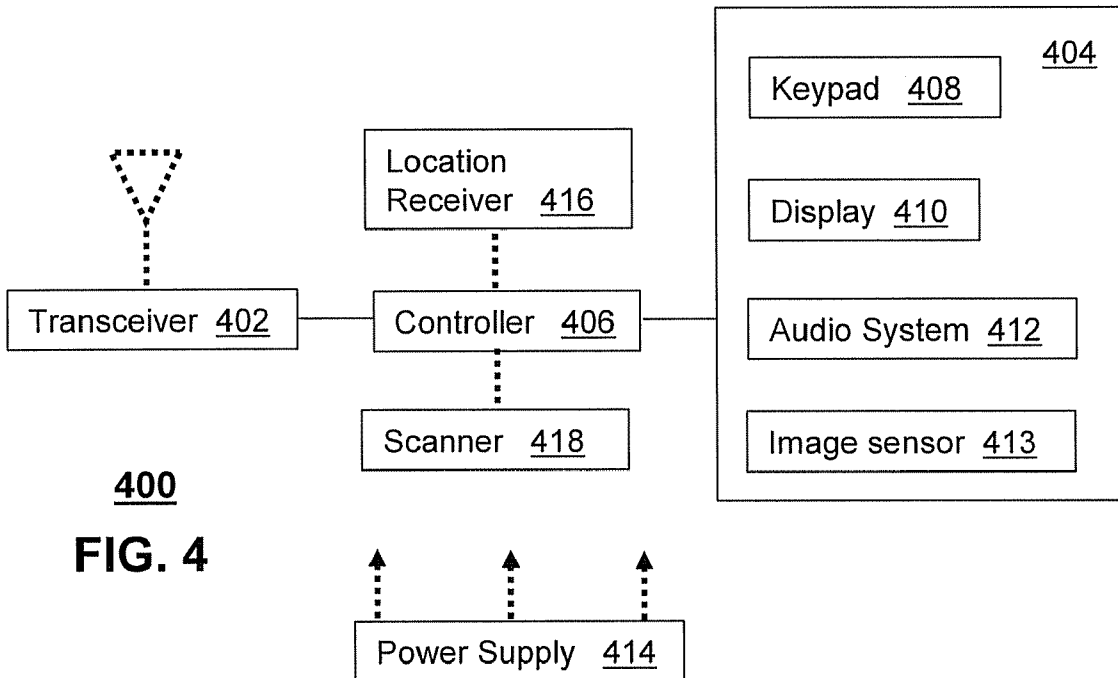 404
Keypad 408
Location
Receiver 416
Display 410
Transceiver 402
Controller 406
Audio System 412
Scanner 418
Image sensor 413
400
FIG. 4
Power Supply 414